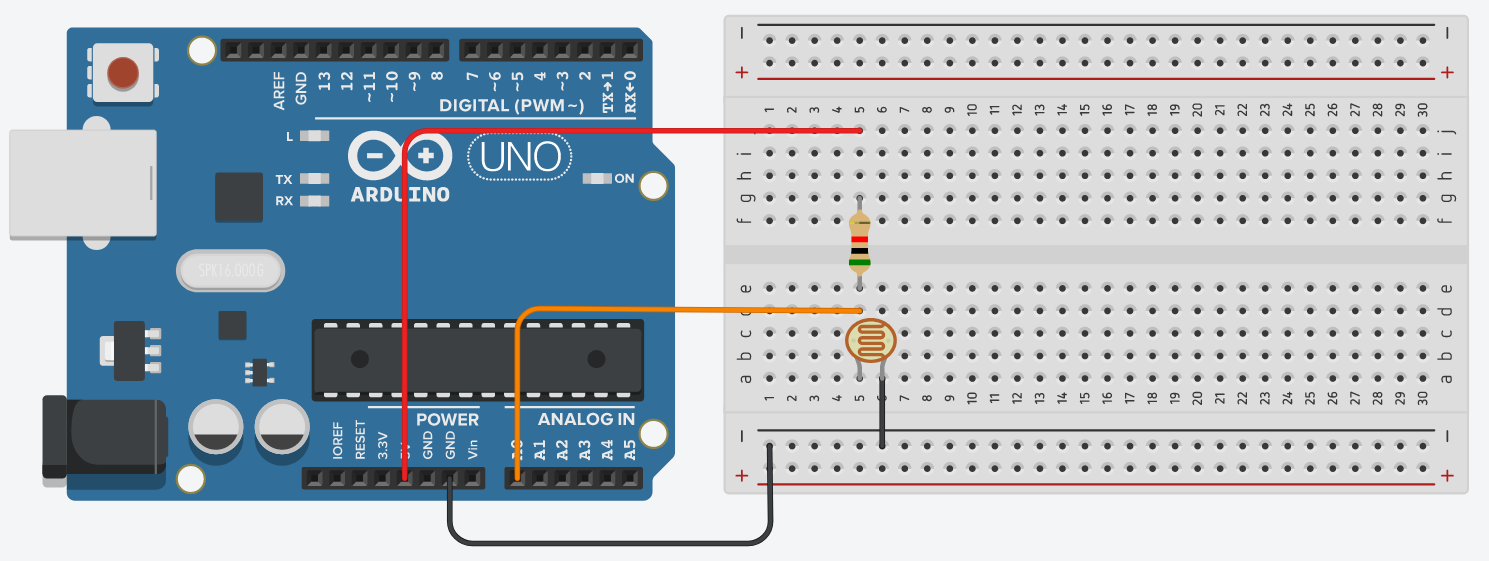 AREF GND 13 12 ~11 ~10 ~9 8 7 ~6 ~5 4 ~3 2 TX→1 RX←0
DIGITAL (PWM~)
L
TX
RX
UNO
ARDUINO
ON
SPK16.000G
POWER
ANALOG IN
IOREF RESET 3.3V 5V GND GND Vin A0 A1 A2 A3 A4 A5
− −
+ +
1 2 3 4 5 6 7 8 9 10 11 12 13 14 15 16 17 18 19 20 21 22 23 24 25 26 27 28 29 30
j
i i
h h
g g
f f
e e
d d
c c
b b
a a
1 2 3 4 5 6 7 8 9 10 11 12 13 14 15 16 17 18 19 20 21 22 23 24 25 26 27 28 29 30
− −
+ +